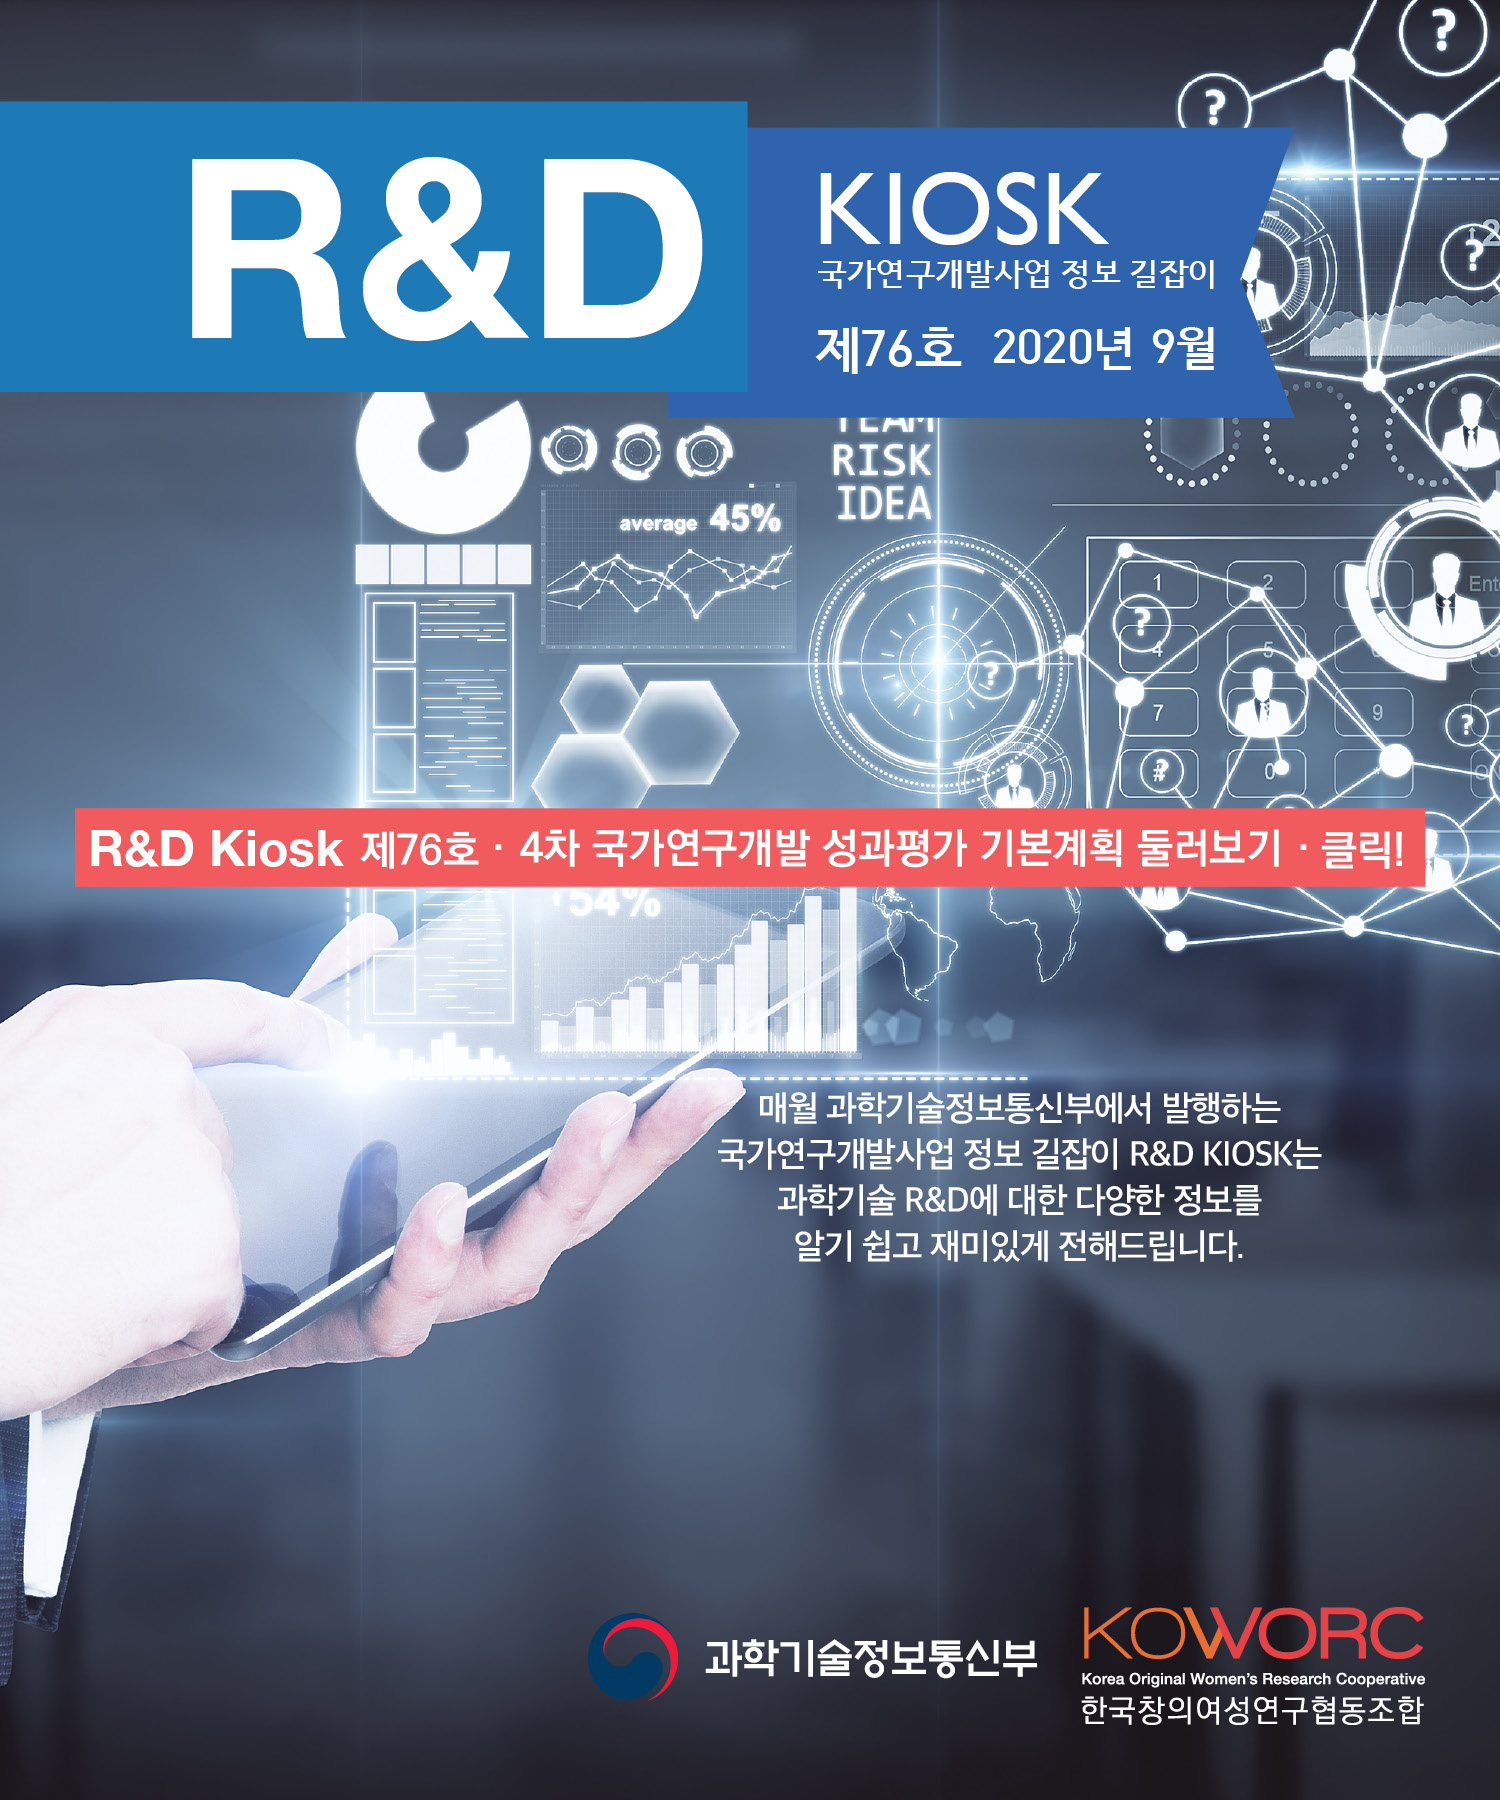 R&D
KIOSK
국가연구개발사업 정보 길잡이
제76호 2020년 9월
RISK
IDEA
average 45%
1 2
4 5
7 9
# 0
R&D Kiosk 제76호 · 4차 국가연구개발 성과평가 기본계획 둘러보기 · 클릭!
54%
매월 과학기술정보통신부에서 발행하는
국가연구개발사업 정보 길잡이 R&D KIOSK는
과학기술 R&D에 대한 다양한 정보를
알기 쉽고 재미있게 전해드립니다.
과학기술정보통신부
KOWORC
Korea Original Women's Research Cooperative
한국창의여성연구협동조합